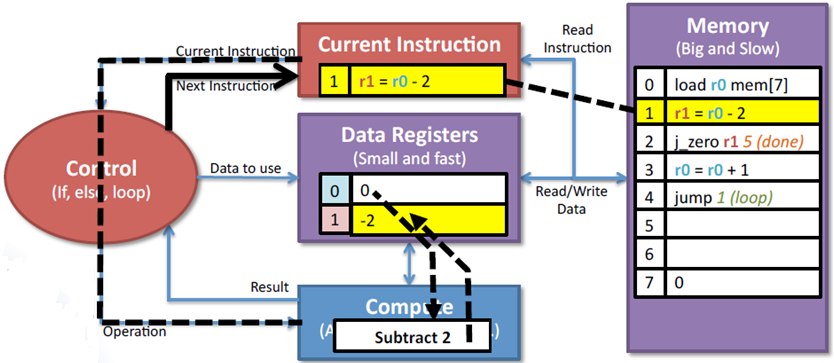 Current Instruction
Next Instruction
Current Instruction
1 r1 = r0 - 2
Read
Instruction
Memory
(Big and Slow)
0 load r0 mem[7]
1 r1 = r0 - 2
2 j_zero r1 5 (done)
3 r0 = r0 + 1
4 jump 1 (loop)
5
6
7 0
Control
(If, else, loop)
Data to use
Data Registers
(Small and fast)
0 0
1 -2
Read/Write
Data
Result
Operation
Compute
Subtract 2